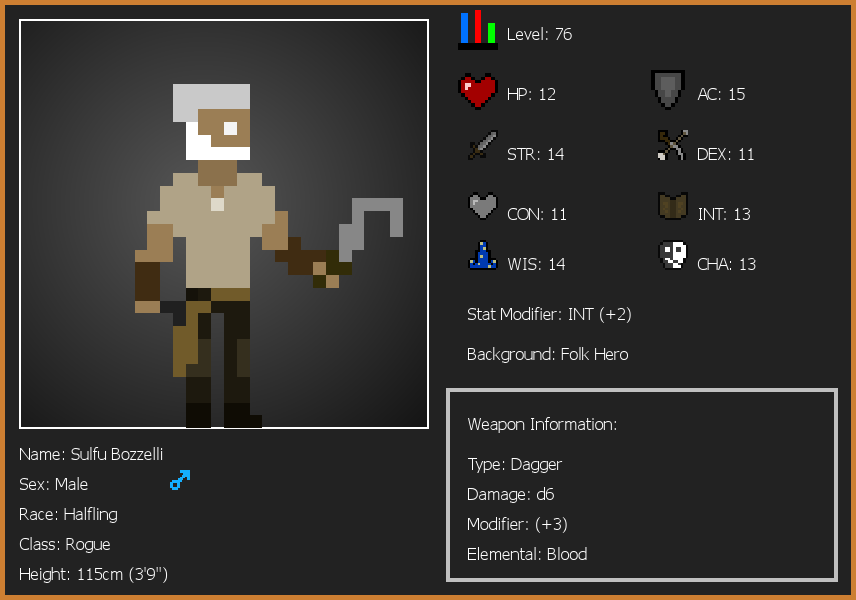 Level: 76
HP: 12
AC: 15
STR: 14
DEX: 11
CON: 11
INT: 13
WIS: 14
CHA: 13
Stat Modifier: INT (+2)
Background: Folk Hero
Weapon Information:
Type: Dagger
Damage: d6
Modifier: (+3)
Elemental: Blood
Name: Sulfu Bozzelli
Sex: Male
Race: Halfling
Class: Rogue
Height: 115cm (3'9")